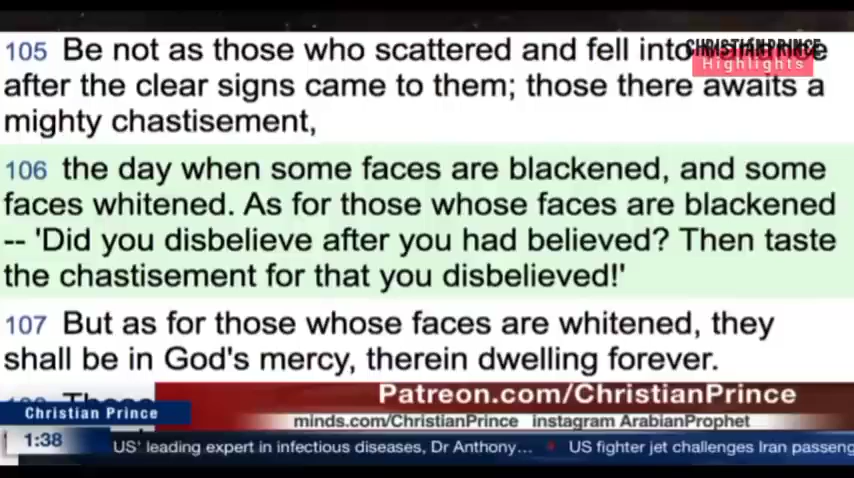 CHRISTIAN PRINCE
Highlights
105 Be not as those who scattered and fell into
after the clear signs came to them; those there awaits a
mighty chastisement,
106 the day when some faces are blackened, and some
faces whitened. As for those whose faces are blackened
-- 'Did you disbelieve after you had believed? Then taste
the chastisement for that you disbelieved!'
107 But as for those whose faces are whitened, they
shall be in God's mercy, therein dwelling forever.
Patreon.com/ChristianPrince
Christian Prince
minds.com/ChristianPrince instagram ArabianProphet
1:38
US' leading expert in infectious diseases, Dr Anthony... US fighter jet challenges Iran passeng